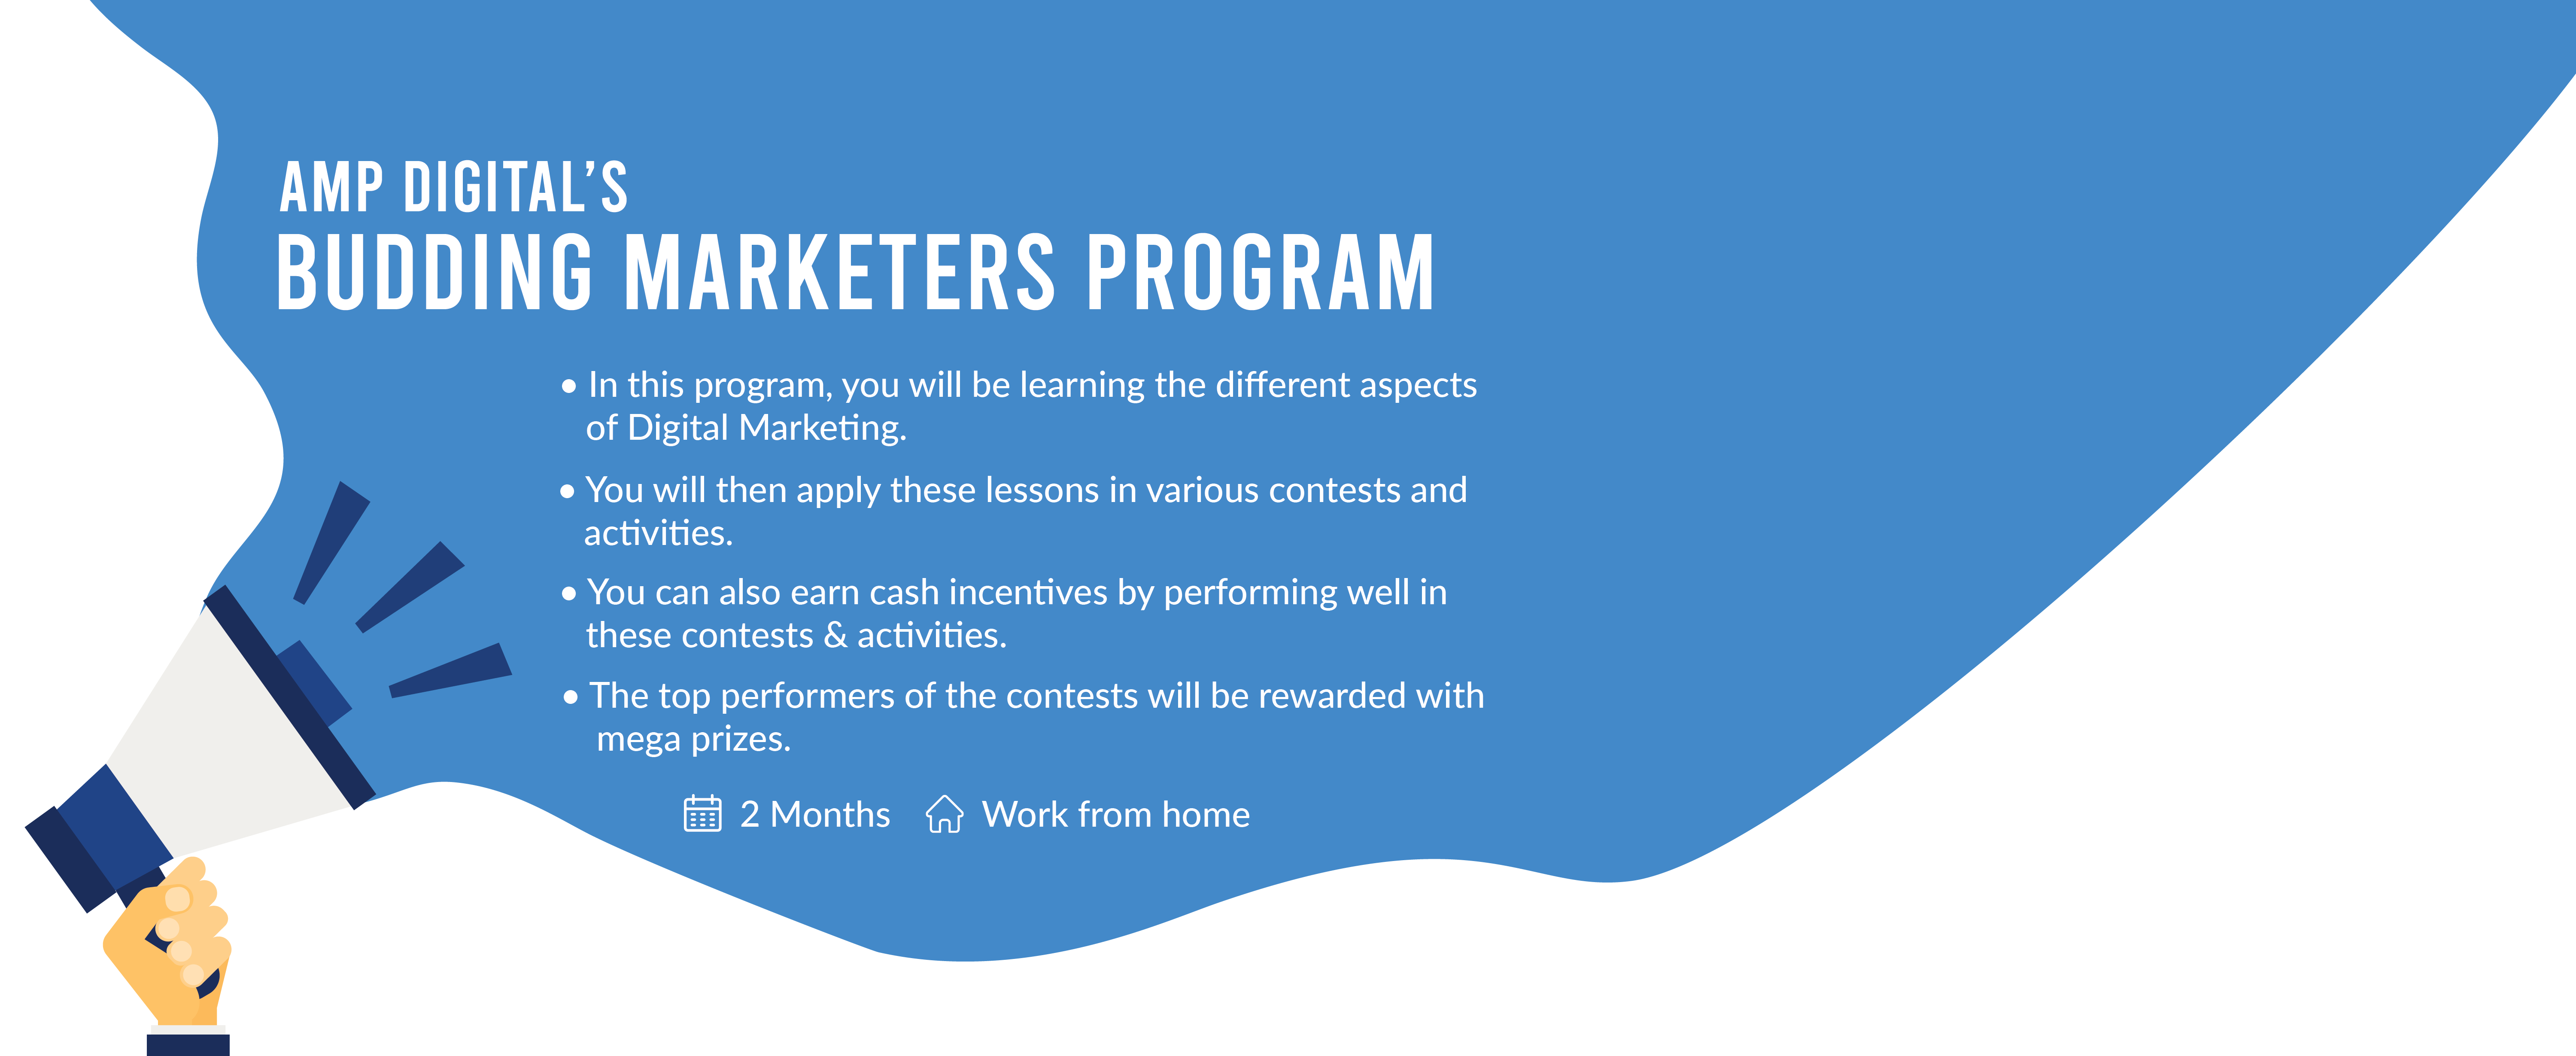 AMP DIGITAL’S
BUDDING MARKETERS PROGRAM
• In this program, you will be learning the different aspects
of Digital Marketing.
• You will then apply these lessons in various contests and
activities.
• You can also earn cash incentives by performing well in
these contests & activities.
• The top performers of the contests will be rewarded with
mega prizes.
2 Months Work from home